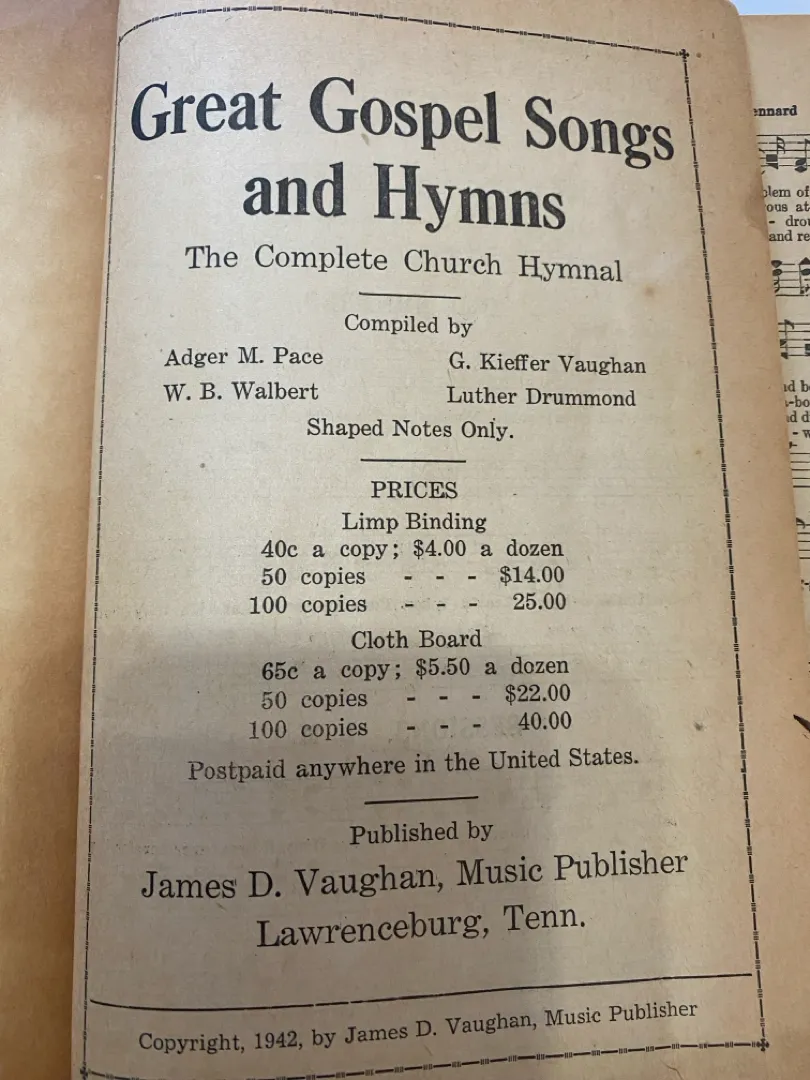 Great Gospel Songs
and Hymns
The Complete Church Hymnal
Compiled by
Adger M. Pace G. Kieffer Vaughan
W. B. Walbert Luther Drummond
Shaped Notes Only.
PRICES
Limp Binding
40c a copy; $4.00 a dozen
50 copies - - - $14.00
100 copies - - - 25.00
Cloth Board
65c a copy; $5.50 a dozen
50 copies - - - $22.00
100 copies - - - 40.00
Postpaid anywhere in the United States.
Published by
James D. Vaughan, Music Publisher
Lawrenceburg, Tenn.
Copyright, 1942, by James D. Vaughan, Music Publisher